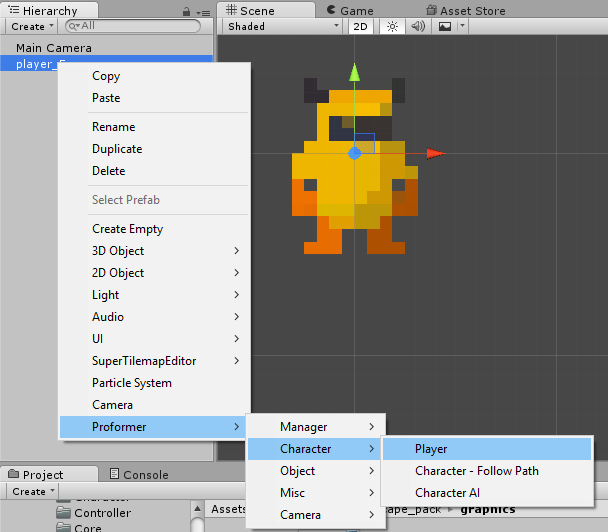 Hierarchy
Create All
Main Camera
player_
Copy
Paste
Rename
Duplicate
Delete
Select Prefab
Create Empty
3D Object
2D Object
Light
Audio
UI
SuperTilemapEditor
Particle System
Camera
Proformer
Manager
Character
Object
Misc
Camera
Player
Character - Follow Path
Character AI
Scene Game Asset Store
Shaded 2D
Project Console
Create
Controller
Core
Assets
ape_pack graphics